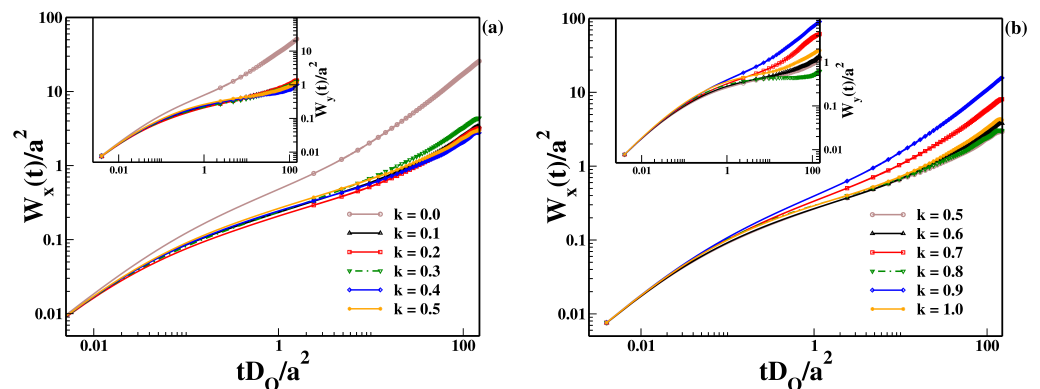 (a)
100
10
1
0.1
0.01
W_x(t)/a^2
0.01
1
100
tD_O/a^2
10
1
0.1
0.01
W_y(t)/a^2
0.01
1
100
k = 0.0
k = 0.1
k = 0.2
k = 0.3
k = 0.4
k = 0.5
(b)
100
10
1
0.1
0.01
W_x(t)/a^2
0.01
1
100
tD_O/a^2
1
0.1
0.01
W_y(t)/a^2
0.01
1
100
k = 0.5
k = 0.6
k = 0.7
k = 0.8
k = 0.9
k = 1.0